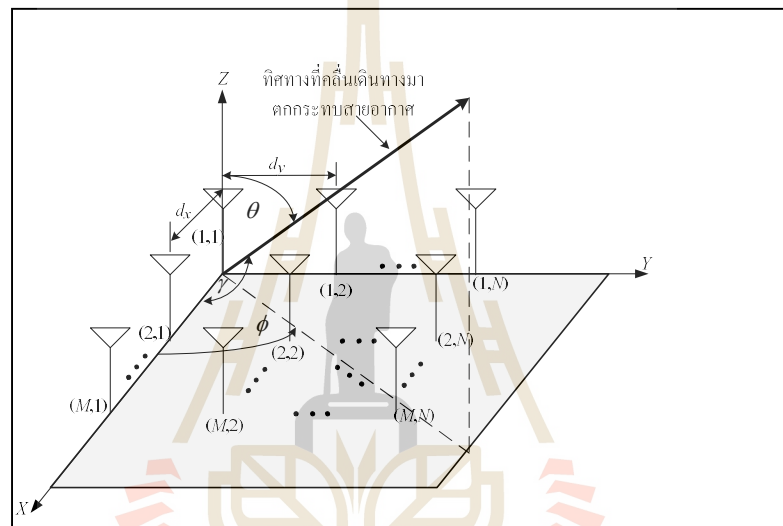 ทิศทางที่คลื่นเดินทางมา
ตกกระทบสายอากาศ
Z
d_y
d_x
θ
(1,1)
γ
(1,2)
(1,N)
Y
(2,1)
ϕ
(2,2)
(2,N)
(M,1)
(M,2)
(M,N)
X